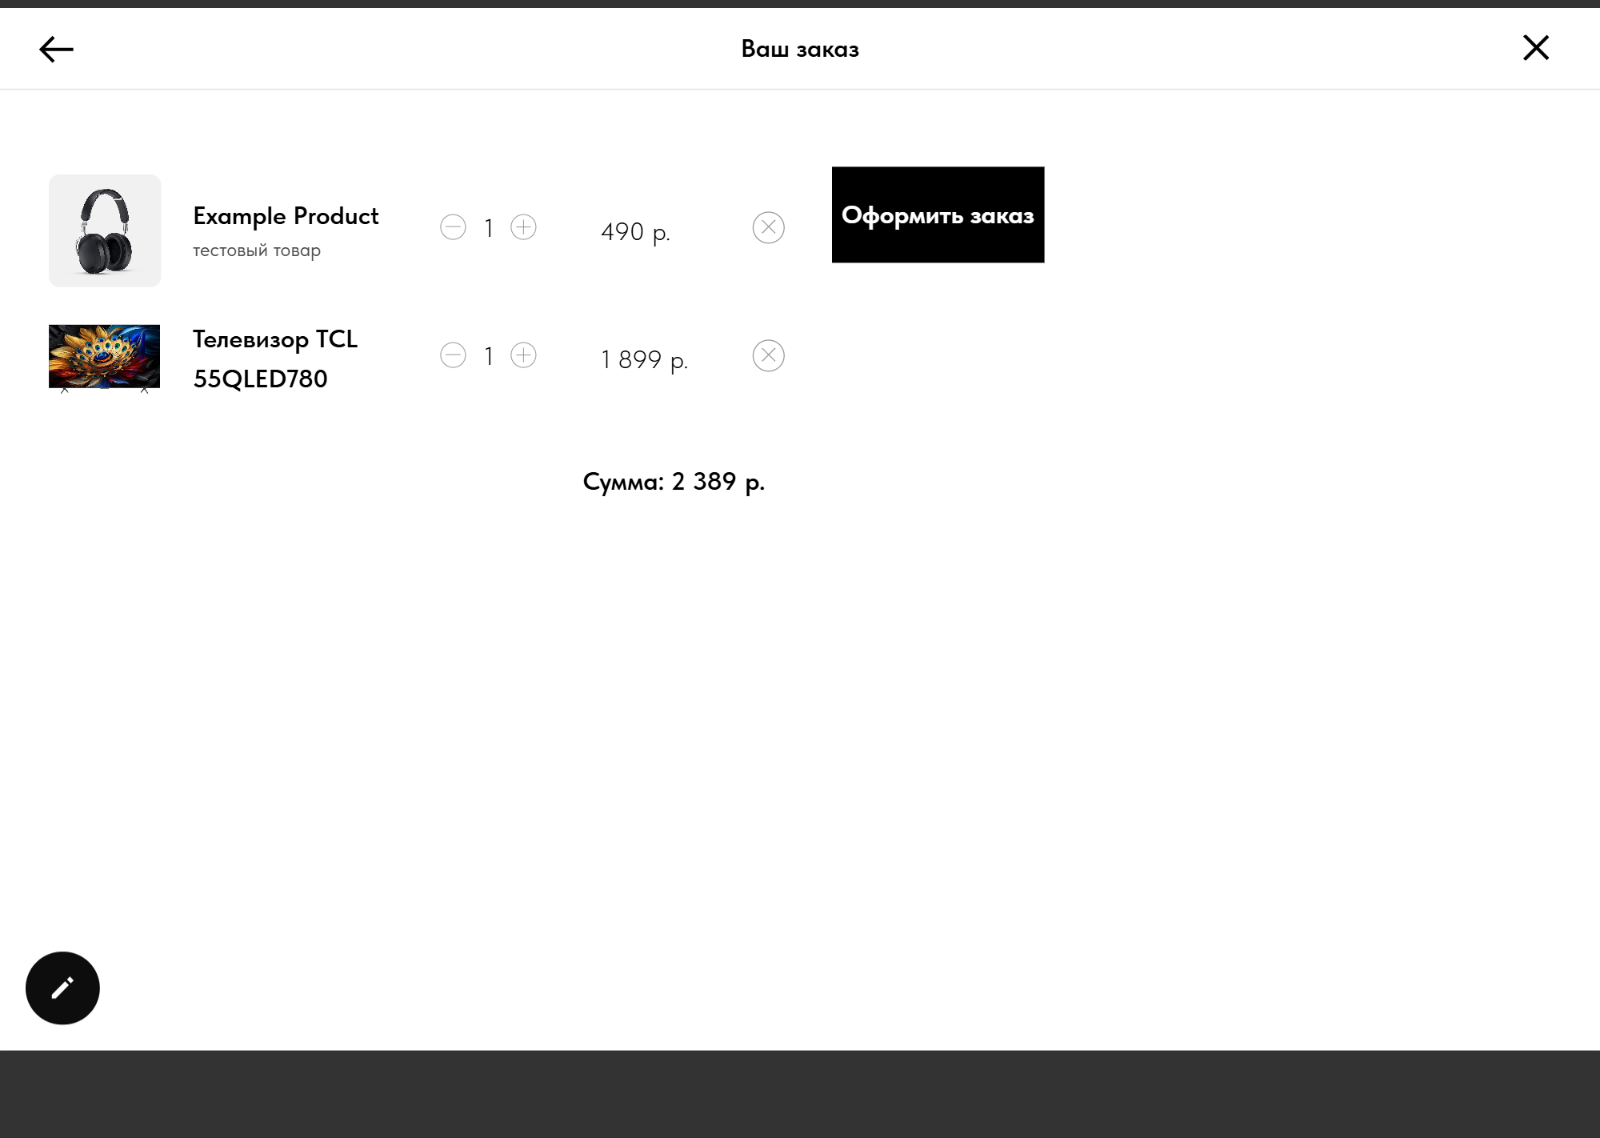 Ваш заказ
Example Product
тестовый товар
1
490 р.
Оформить заказ
Телевизор TCL
55QLED780
1
1 899 р.
Сумма: 2 389 р.